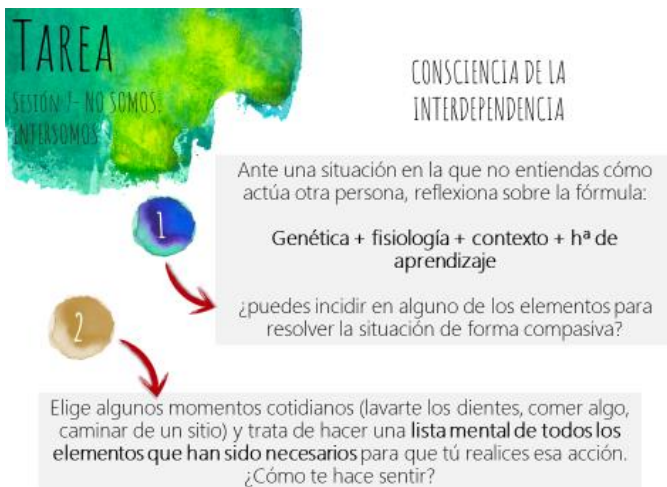 TAREA
SESIÓN 7- NO SOMOS:
INTERSOMOS
CONSCIENCIA DE LA
INTERDEPENDENCIA
1
Ante una situación en la que no entiendas cómo
actúa otra persona, reflexiona sobre la fórmula:
Genética + fisiología + contexto + hª de
aprendizaje
¿puedes incidir en alguno de los elementos para
resolver la situación de forma compasiva?
2
Elige algunos momentos cotidianos (lavarte los dientes, comer algo,
caminar de un sitio) y trata de hacer una lista mental de todos los
elementos que han sido necesarios para que tú realices esa acción.
¿Cómo te hace sentir?